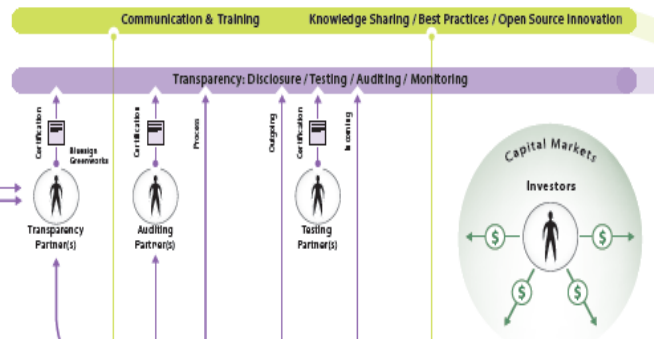 Communication & Training
Knowledge Sharing / Best Practices / Open Source Innovation
Transparency: Disclosure / Testing / Auditing / Monitoring
Certification
Bluesign
Greenworks
Certification
Process
Outgoing
Certification
Incoming
Transparency
Partner(s)
Auditing
Partner(s)
Testing
Partner(s)
Capital Markets
Investors
$
$
$
$